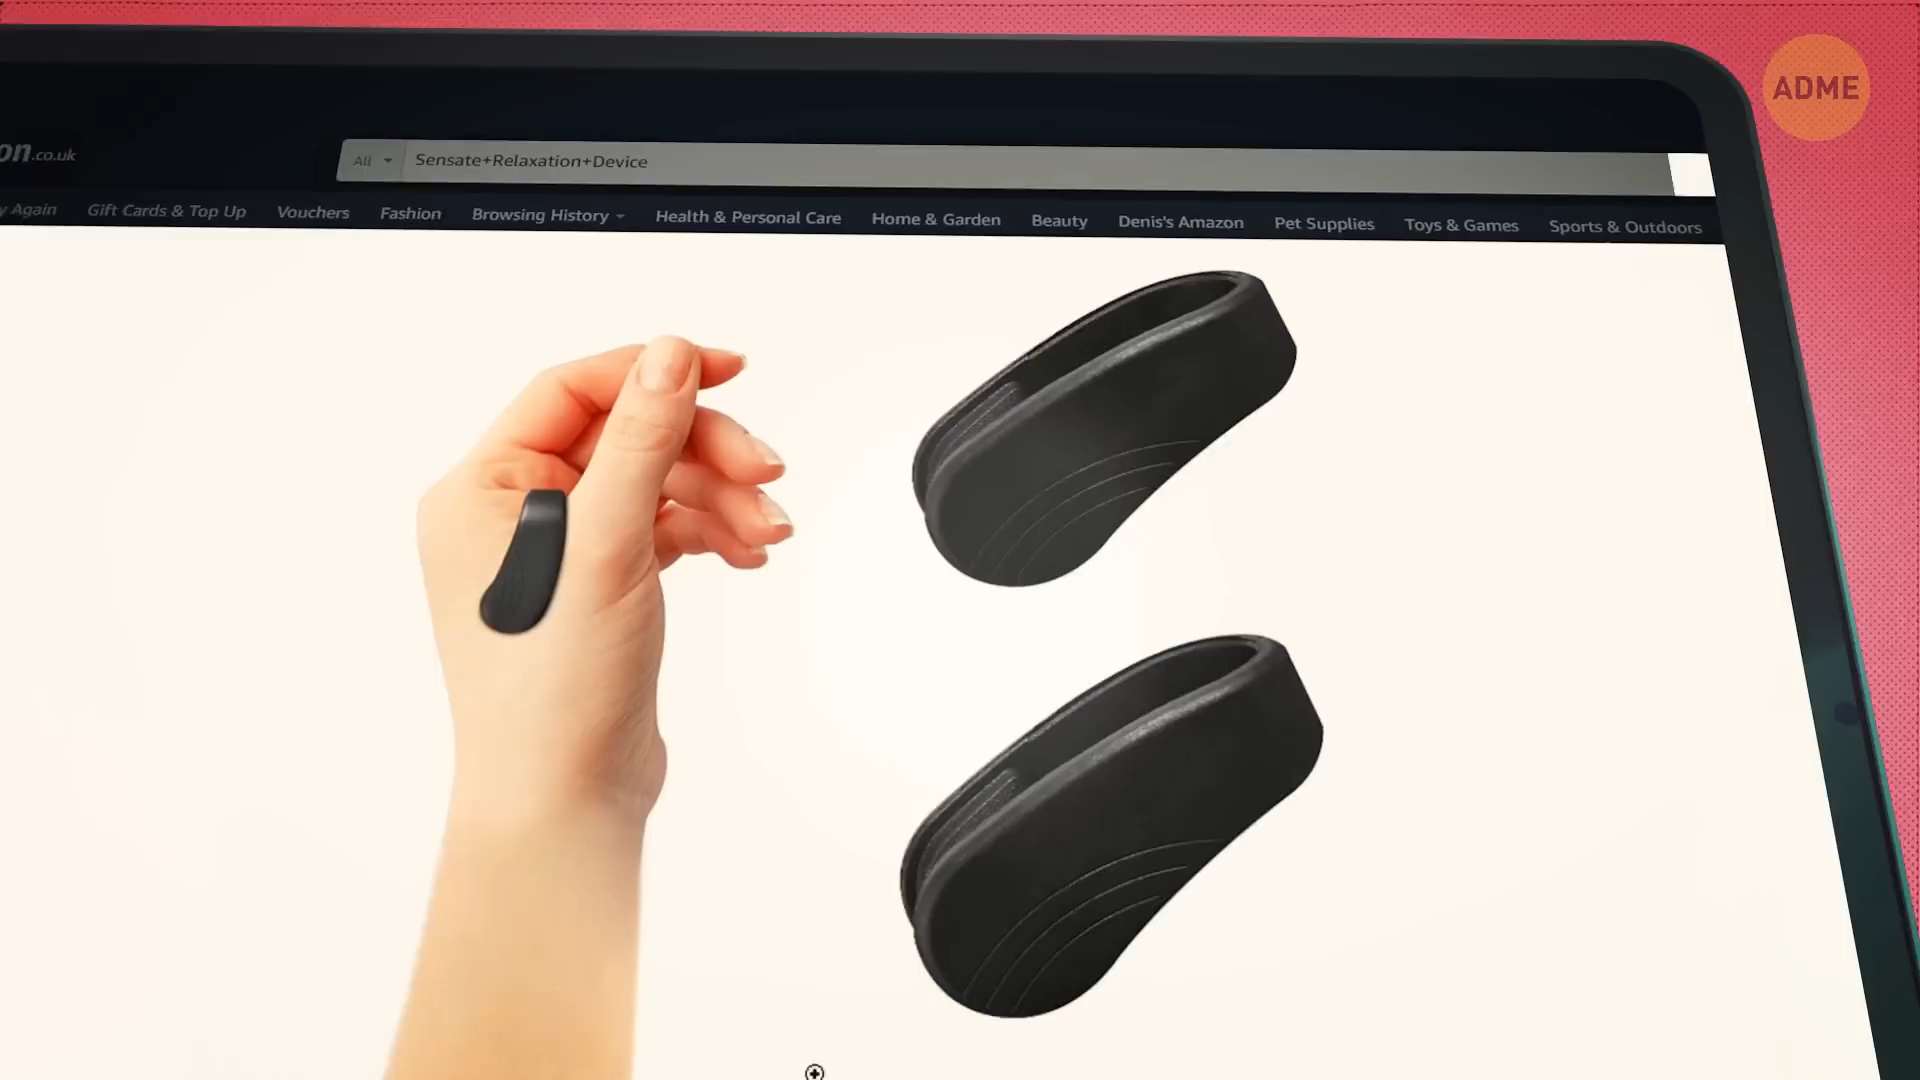 ADME
on.co.uk
All Sensate+Relaxation+Device
y Again Gift Cards & Top Up Vouchers Fashion Browsing History Health & Personal Care Home & Garden Beauty Denis's Amazon Pet Supplies Toys & Games Sports & Outdoors